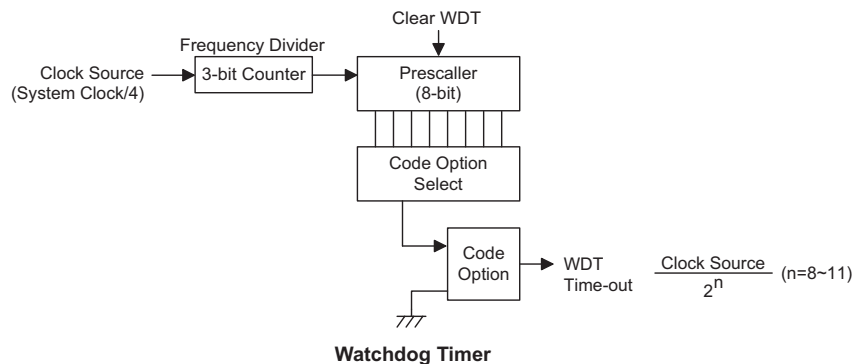 Clear WDT
Frequency Divider
Clock Source
(System Clock/4)
3-bit Counter
Prescaller
(8-bit)
Code Option
Select
Code
Option
WDT
Time-out
Clock Source
2^n
(n=8~11)
Watchdog Timer